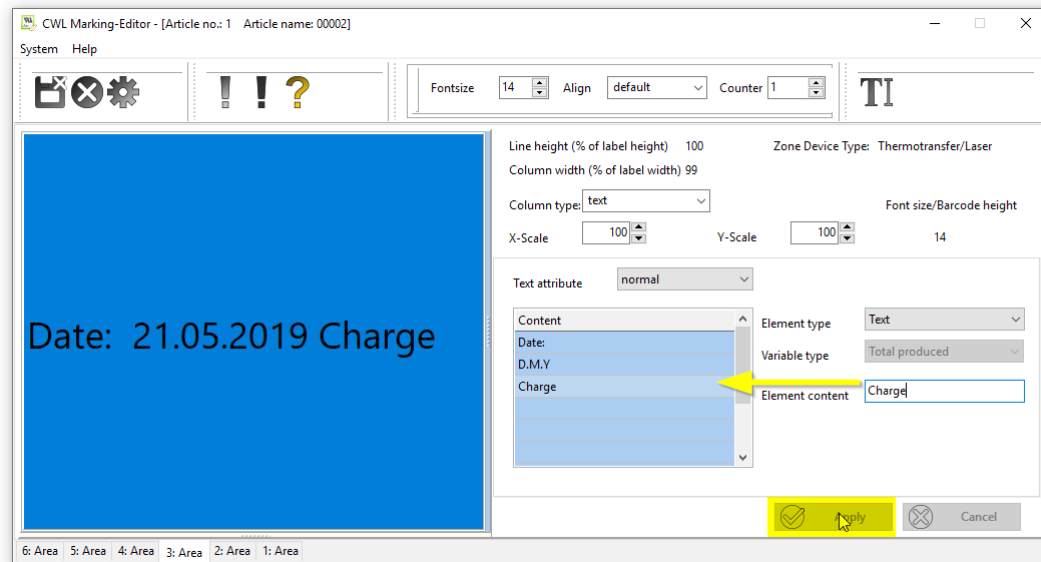 CWL Marking-Editor - [Article no.: 1 Article name: 00002]
System Help
Fontsize 14 Align default Counter 1
TI
Line height (% of label height) 100 Zone Device Type: Thermotransfer/Laser
Column width (% of label width) 99
Column type: text Font size/Barcode height
X-Scale 100 Y-Scale 100 14
Text attribute normal
Content
Date:
D.M.Y
Charge
Element type Text
Variable type Total produced
Element content Charge
Date: 21.05.2019 Charge
Apply Cancel
6: Area 5: Area 4: Area 3: Area 2: Area 1: Area